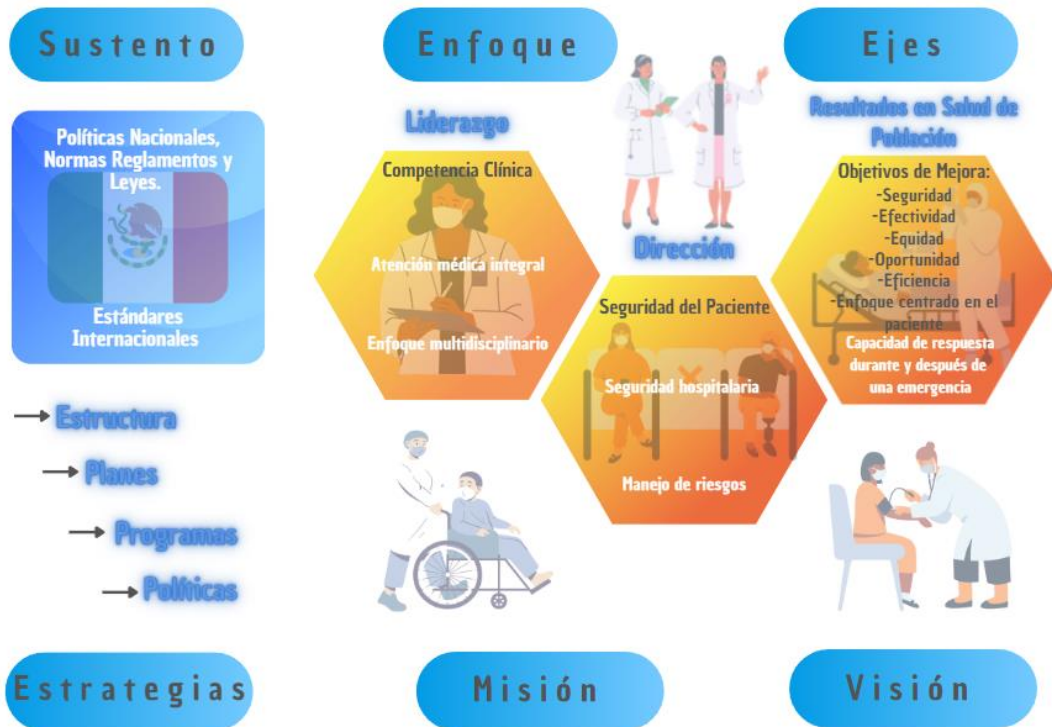 Sustento
Enfoque
Ejes
Políticas Nacionales,
Normas Reglamentos y
Leyes.
Estándares
Internacionales
Estructura
Planes
Programas
Políticas
Liderazgo
Competencia Clínica
Atención médica integral
Enfoque multidisciplinario
Dirección
Seguridad del Paciente
Seguridad hospitalaria
Manejo de riesgos
Resultados en Salud de
Población
Objetivos de Mejora:
-Seguridad
-Efectividad
-Equidad
-Oportunidad
-Eficiencia
-Enfoque centrado en el
paciente
Capacidad de respuesta
durante y después de
una emergencia
Estrategias
Misión
Visión